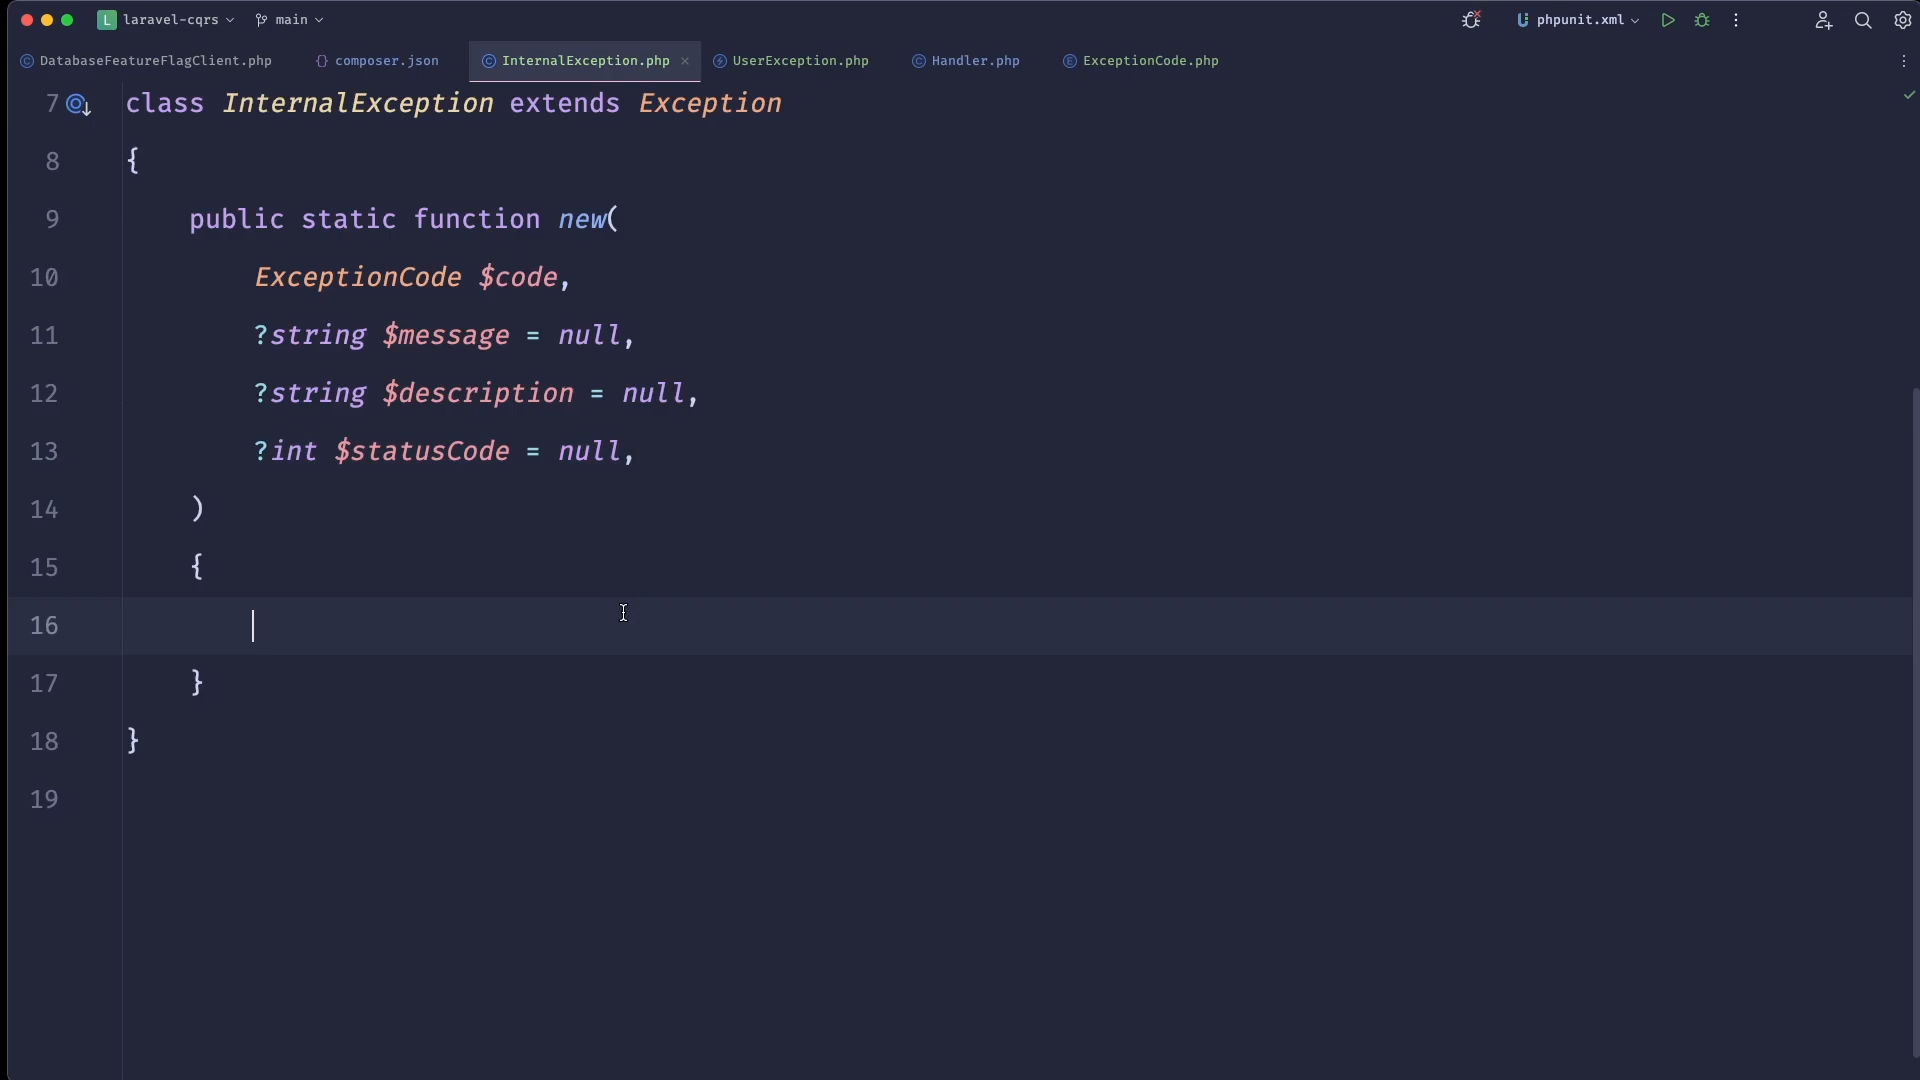 L laravel-cqrs main phpunit.xml
DatabaseFeatureFlagClient.php composer.json InternalException.php UserException.php Handler.php ExceptionCode.php
7 class InternalException extends Exception
8 {
9 public static function new(
10 ExceptionCode $code,
11 ?string $message = null,
12 ?string $description = null,
13 ?int $statusCode = null,
14 )
15 {
16
17 }
18 }
19